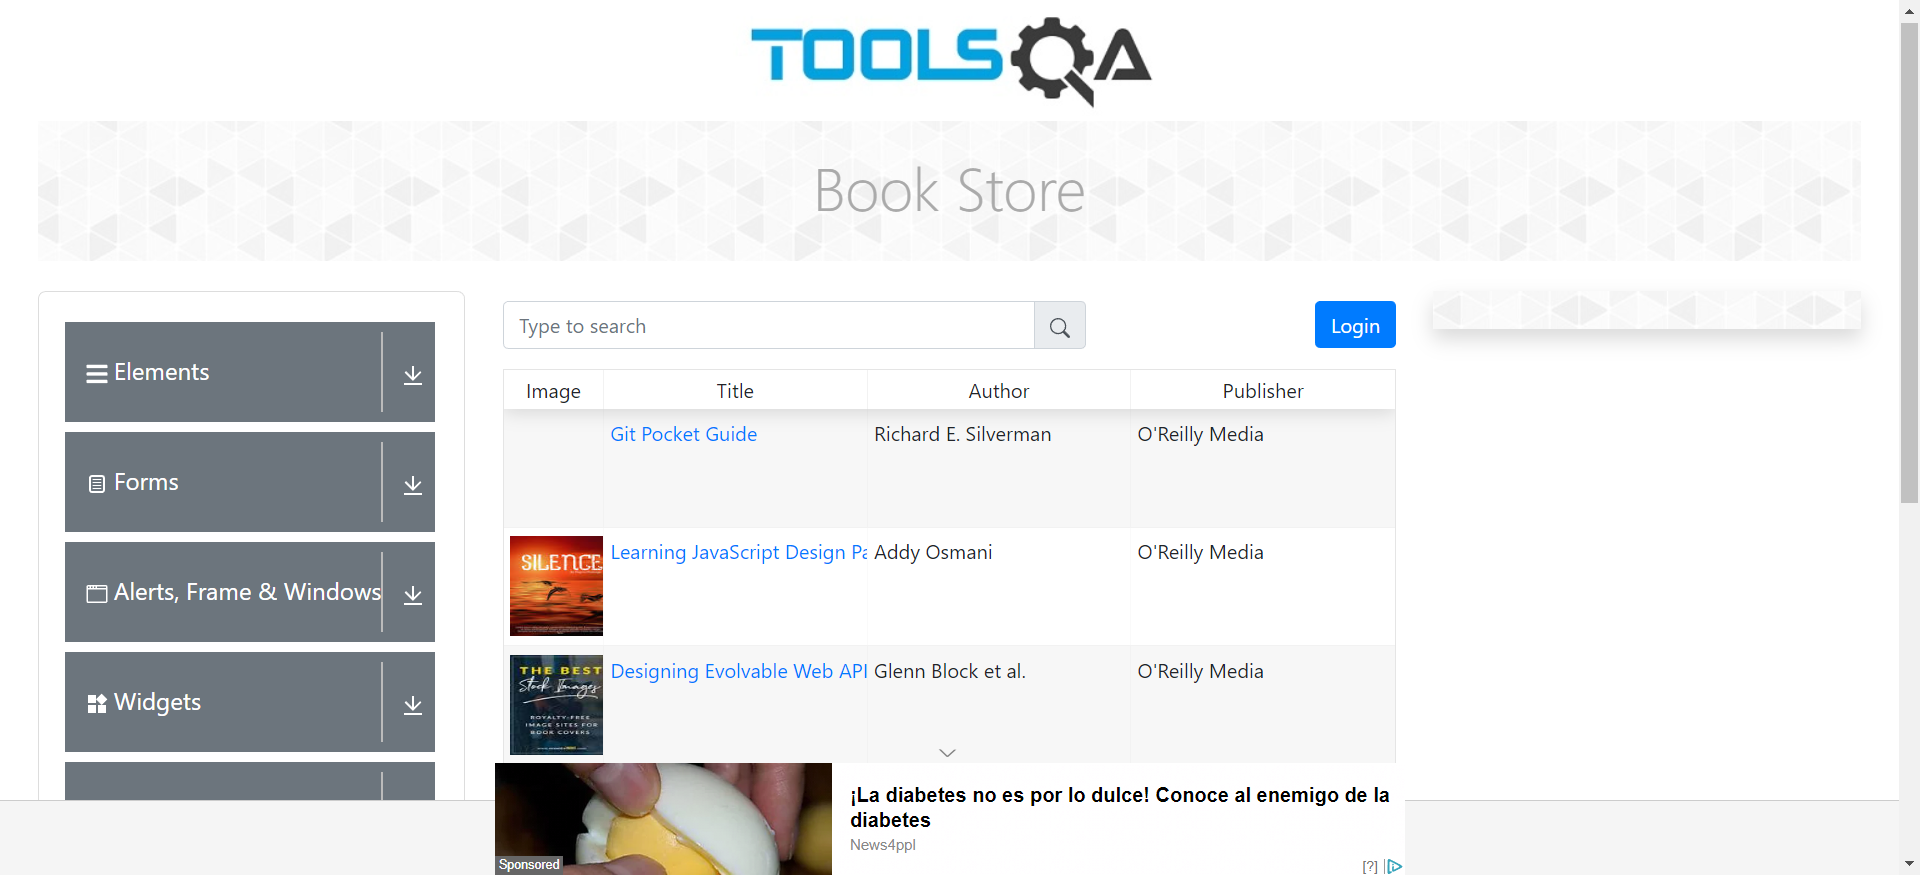 TOOLSQA
Book Store
Elements
Forms
Alerts, Frame & Windows
Widgets
Type to search
Login
Image Title Author Publisher
Git Pocket Guide Richard E. Silverman O'Reilly Media
SILENCE
Learning JavaScript Design Pa Addy Osmani O'Reilly Media
THE BEST
Stock Images
ROYALTY-FREE
IMAGE SITES FOR
BOOK COVERS
Designing Evolvable Web API Glenn Block et al. O'Reilly Media
Sponsored
¡La diabetes no es por lo dulce! Conoce al enemigo de la
diabetes
News4ppl
[?]